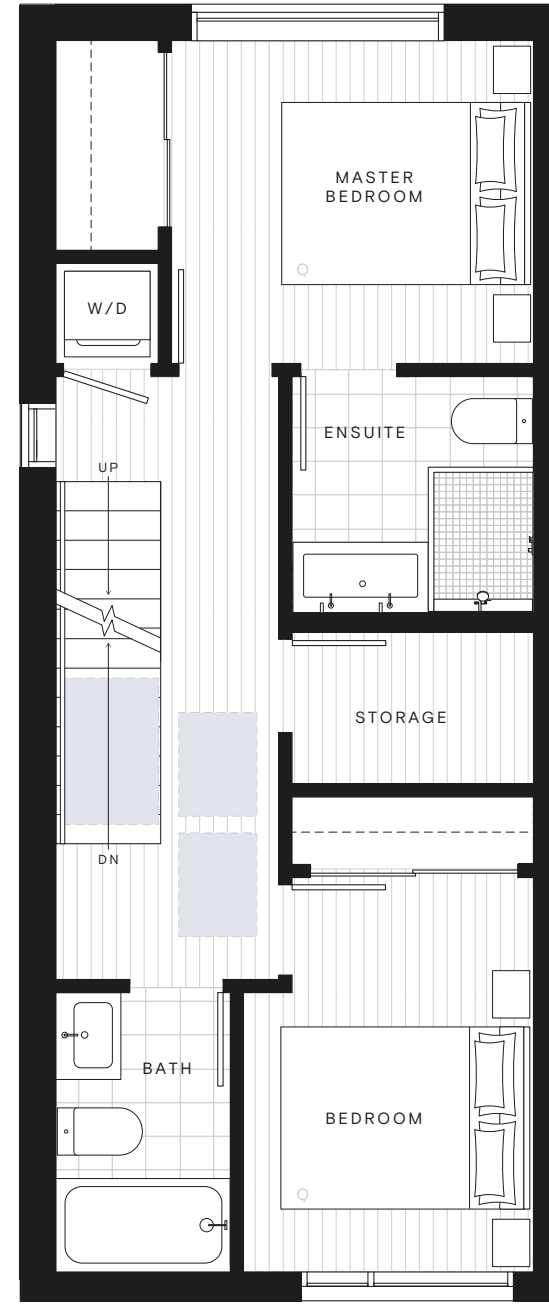 MASTER
BEDROOM
Q
W/D
ENSUITE
UP
STORAGE
DN
BATH
BEDROOM
Q